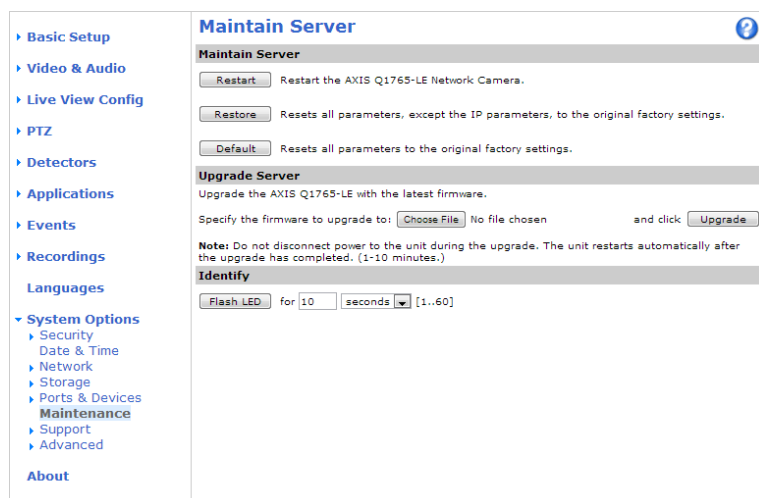 Basic Setup
Video & Audio
Live View Config
PTZ
Detectors
Applications
Events
Recordings
Languages
System Options
Security
Date & Time
Network
Storage
Ports & Devices
Maintenance
Support
Advanced
About
Maintain Server
?
Maintain Server
Restart Restart the AXIS Q1765-LE Network Camera.
Restore Resets all parameters, except the IP parameters, to the original factory settings.
Default Resets all parameters to the original factory settings.
Upgrade Server
Upgrade the AXIS Q1765-LE with the latest firmware.
Specify the firmware to upgrade to: Choose File No file chosen and click Upgrade
Note: Do not disconnect power to the unit during the upgrade. The unit restarts automatically after
the upgrade has completed. (1-10 minutes.)
Identify
Flash LED for 10 seconds [1..60]